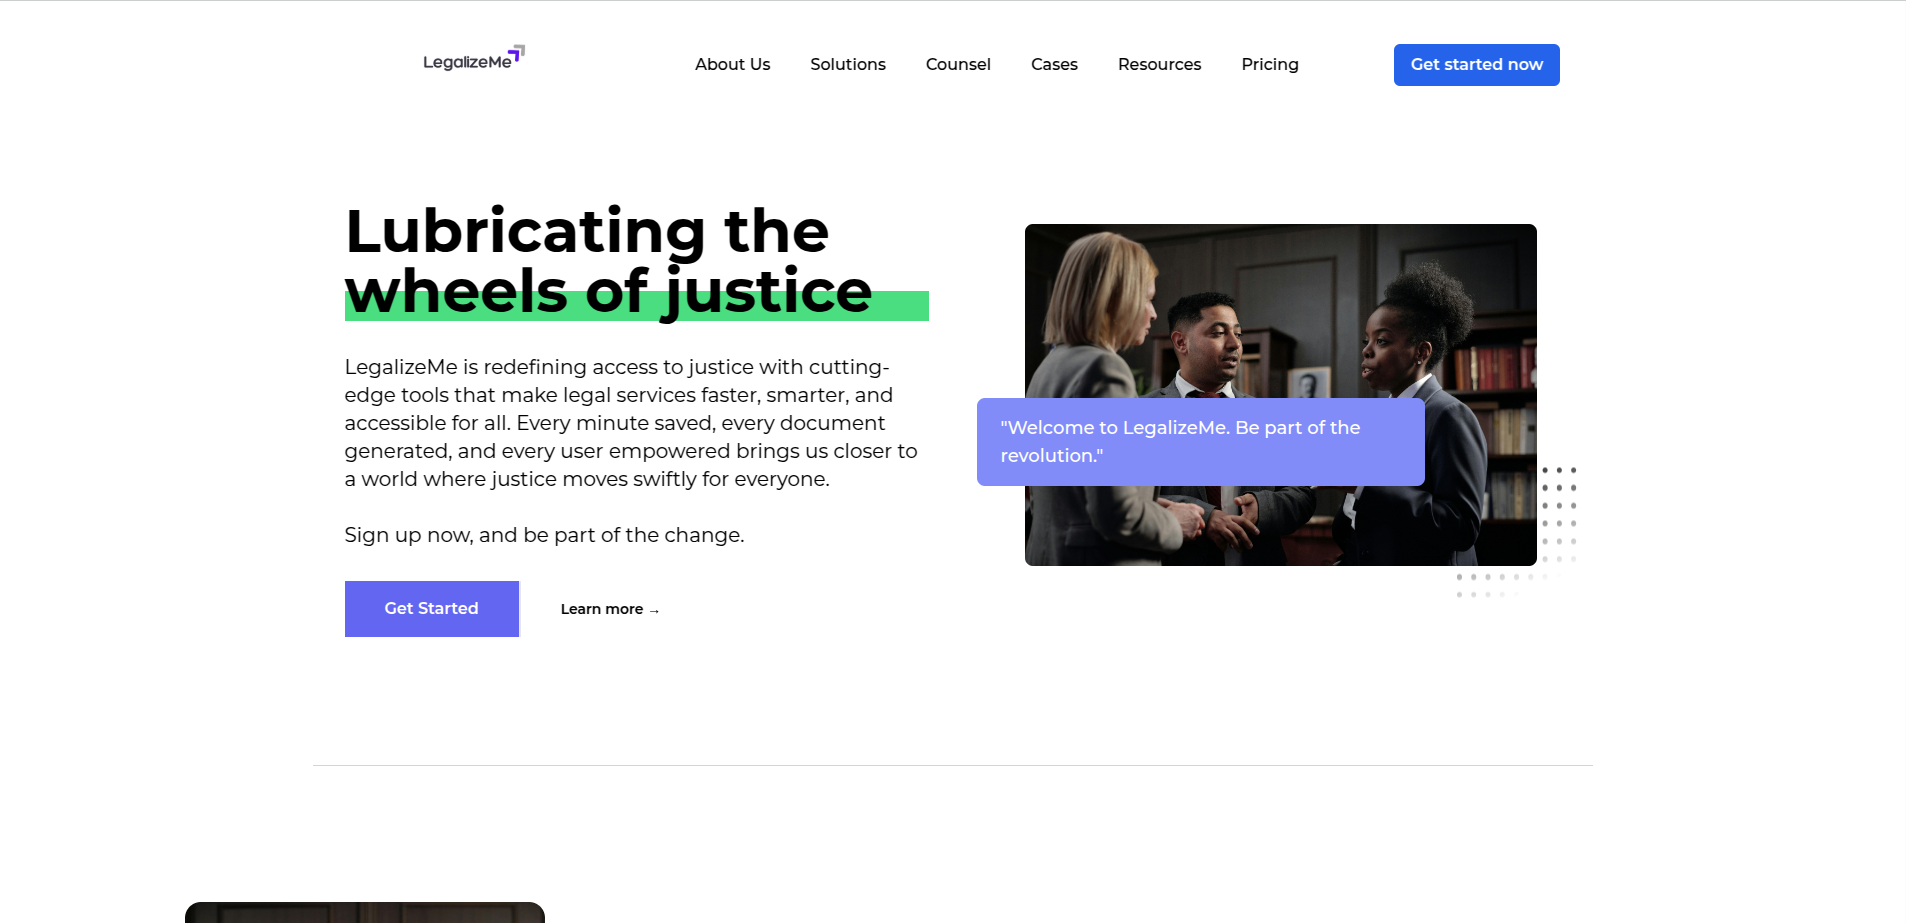 LegalizeMe
About Us
Solutions
Counsel
Cases
Resources
Pricing
Get started now
Lubricating the
wheels of justice
LegalizeMe is redefining access to justice with cutting-
edge tools that make legal services faster, smarter, and
accessible for all. Every minute saved, every document
generated, and every user empowered brings us closer to
a world where justice moves swiftly for everyone.
Sign up now, and be part of the change.
Get Started
Learn more →
"Welcome to LegalizeMe. Be part of the
revolution."